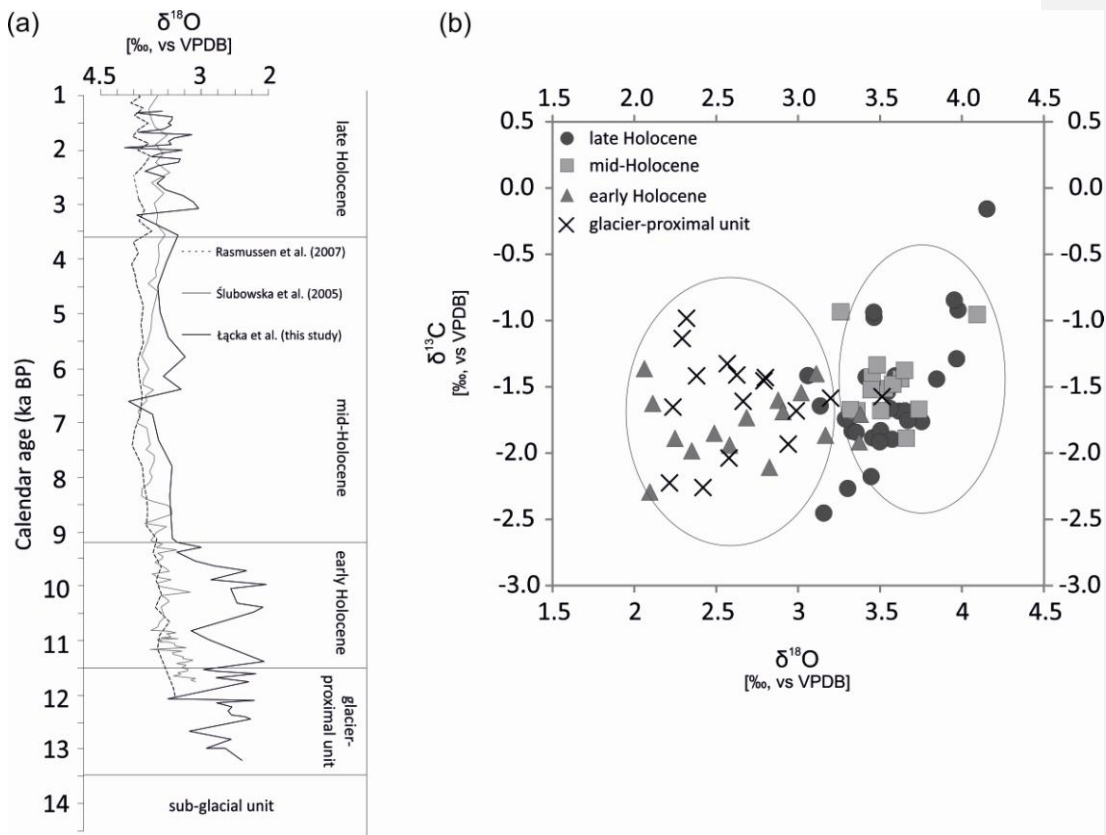 (a)
δ18O
[‰, vs VPDB]
4.5 3.0 2
1
2
3
4
5
6
7
8
9
10
11
12
13
14
Calendar age (ka BP)
late Holocene
Rasmussen et al. (2007)
Ślubowska et al. (2005)
Łącka et al. (this study)
mid-Holocene
early Holocene
glacier-
proximal unit
sub-glacial unit
(b)
1.5 2.1 2.5 3.1 3.5 4.1 4.5
0.5
0.0
-0.5
-1.0
-1.5
-2.0
-2.5
-3.0
δ13C
[‰, vs VPDB]
late Holocene
mid-Holocene
early Holocene
glacier-proximal unit
0.5
0.0
-0.5
-1.0
-1.5
-2.0
-2.5
-3.0
1.5 2 2.5 3 3.5 4 4.5
δ18O
[‰, vs VPDB]